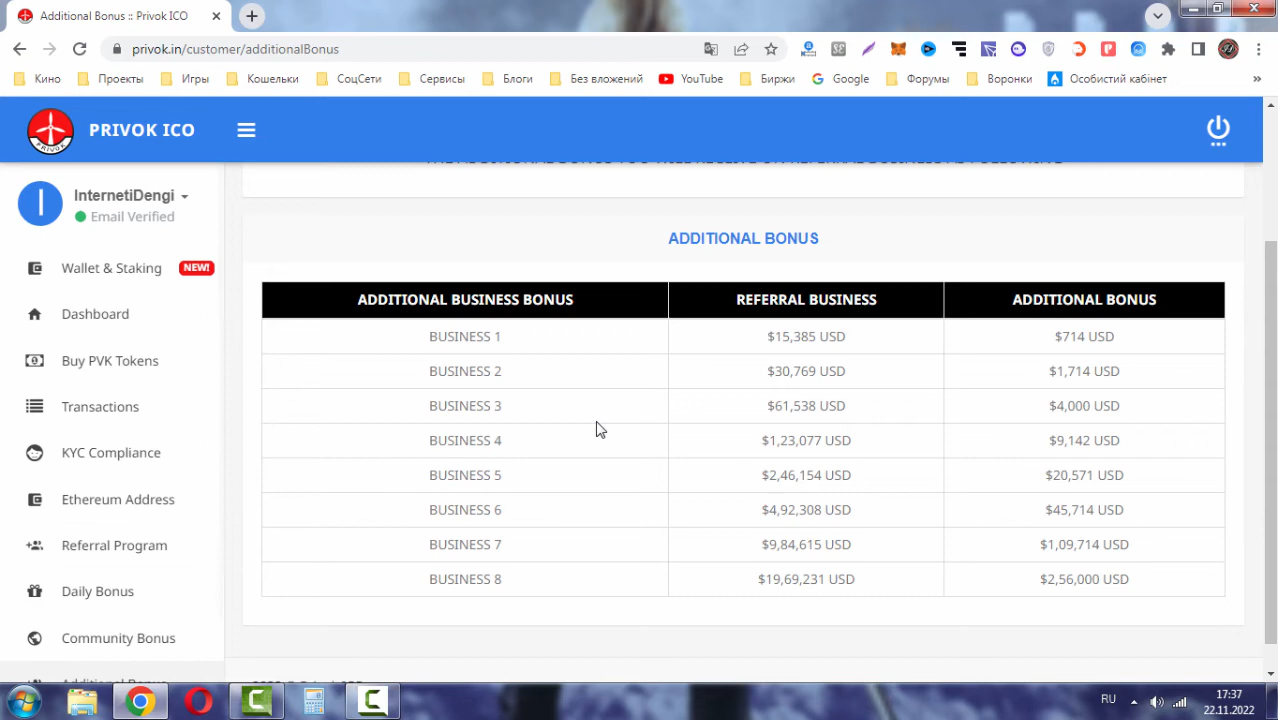 Additional Bonus :: Privok ICO
privok.in/customer/additionalBonus
Кино Проекты Игры Кошельки СоцСети Сервисы Блоги Без вложений YouTube Биржи Google Форумы Воронки Особистий кабінет »
PRIVOK
PRIVOK ICO
I
InternetiDengi
Email Verified
Wallet & Staking NEW!
Dashboard
Buy PVK Tokens
Transactions
KYC Compliance
Ethereum Address
Referral Program
Daily Bonus
Community Bonus
ADDITIONAL BONUS
ADDITIONAL BUSINESS BONUS REFERRAL BUSINESS ADDITIONAL BONUS
BUSINESS 1 $15,385 USD $714 USD
BUSINESS 2 $30,769 USD $1,714 USD
BUSINESS 3 $61,538 USD $4,000 USD
BUSINESS 4 $1,23,077 USD $9,142 USD
BUSINESS 5 $2,46,154 USD $20,571 USD
BUSINESS 6 $4,92,308 USD $45,714 USD
BUSINESS 7 $9,84,615 USD $1,09,714 USD
BUSINESS 8 $19,69,231 USD $2,56,000 USD
RU
17:37
22.11.2022